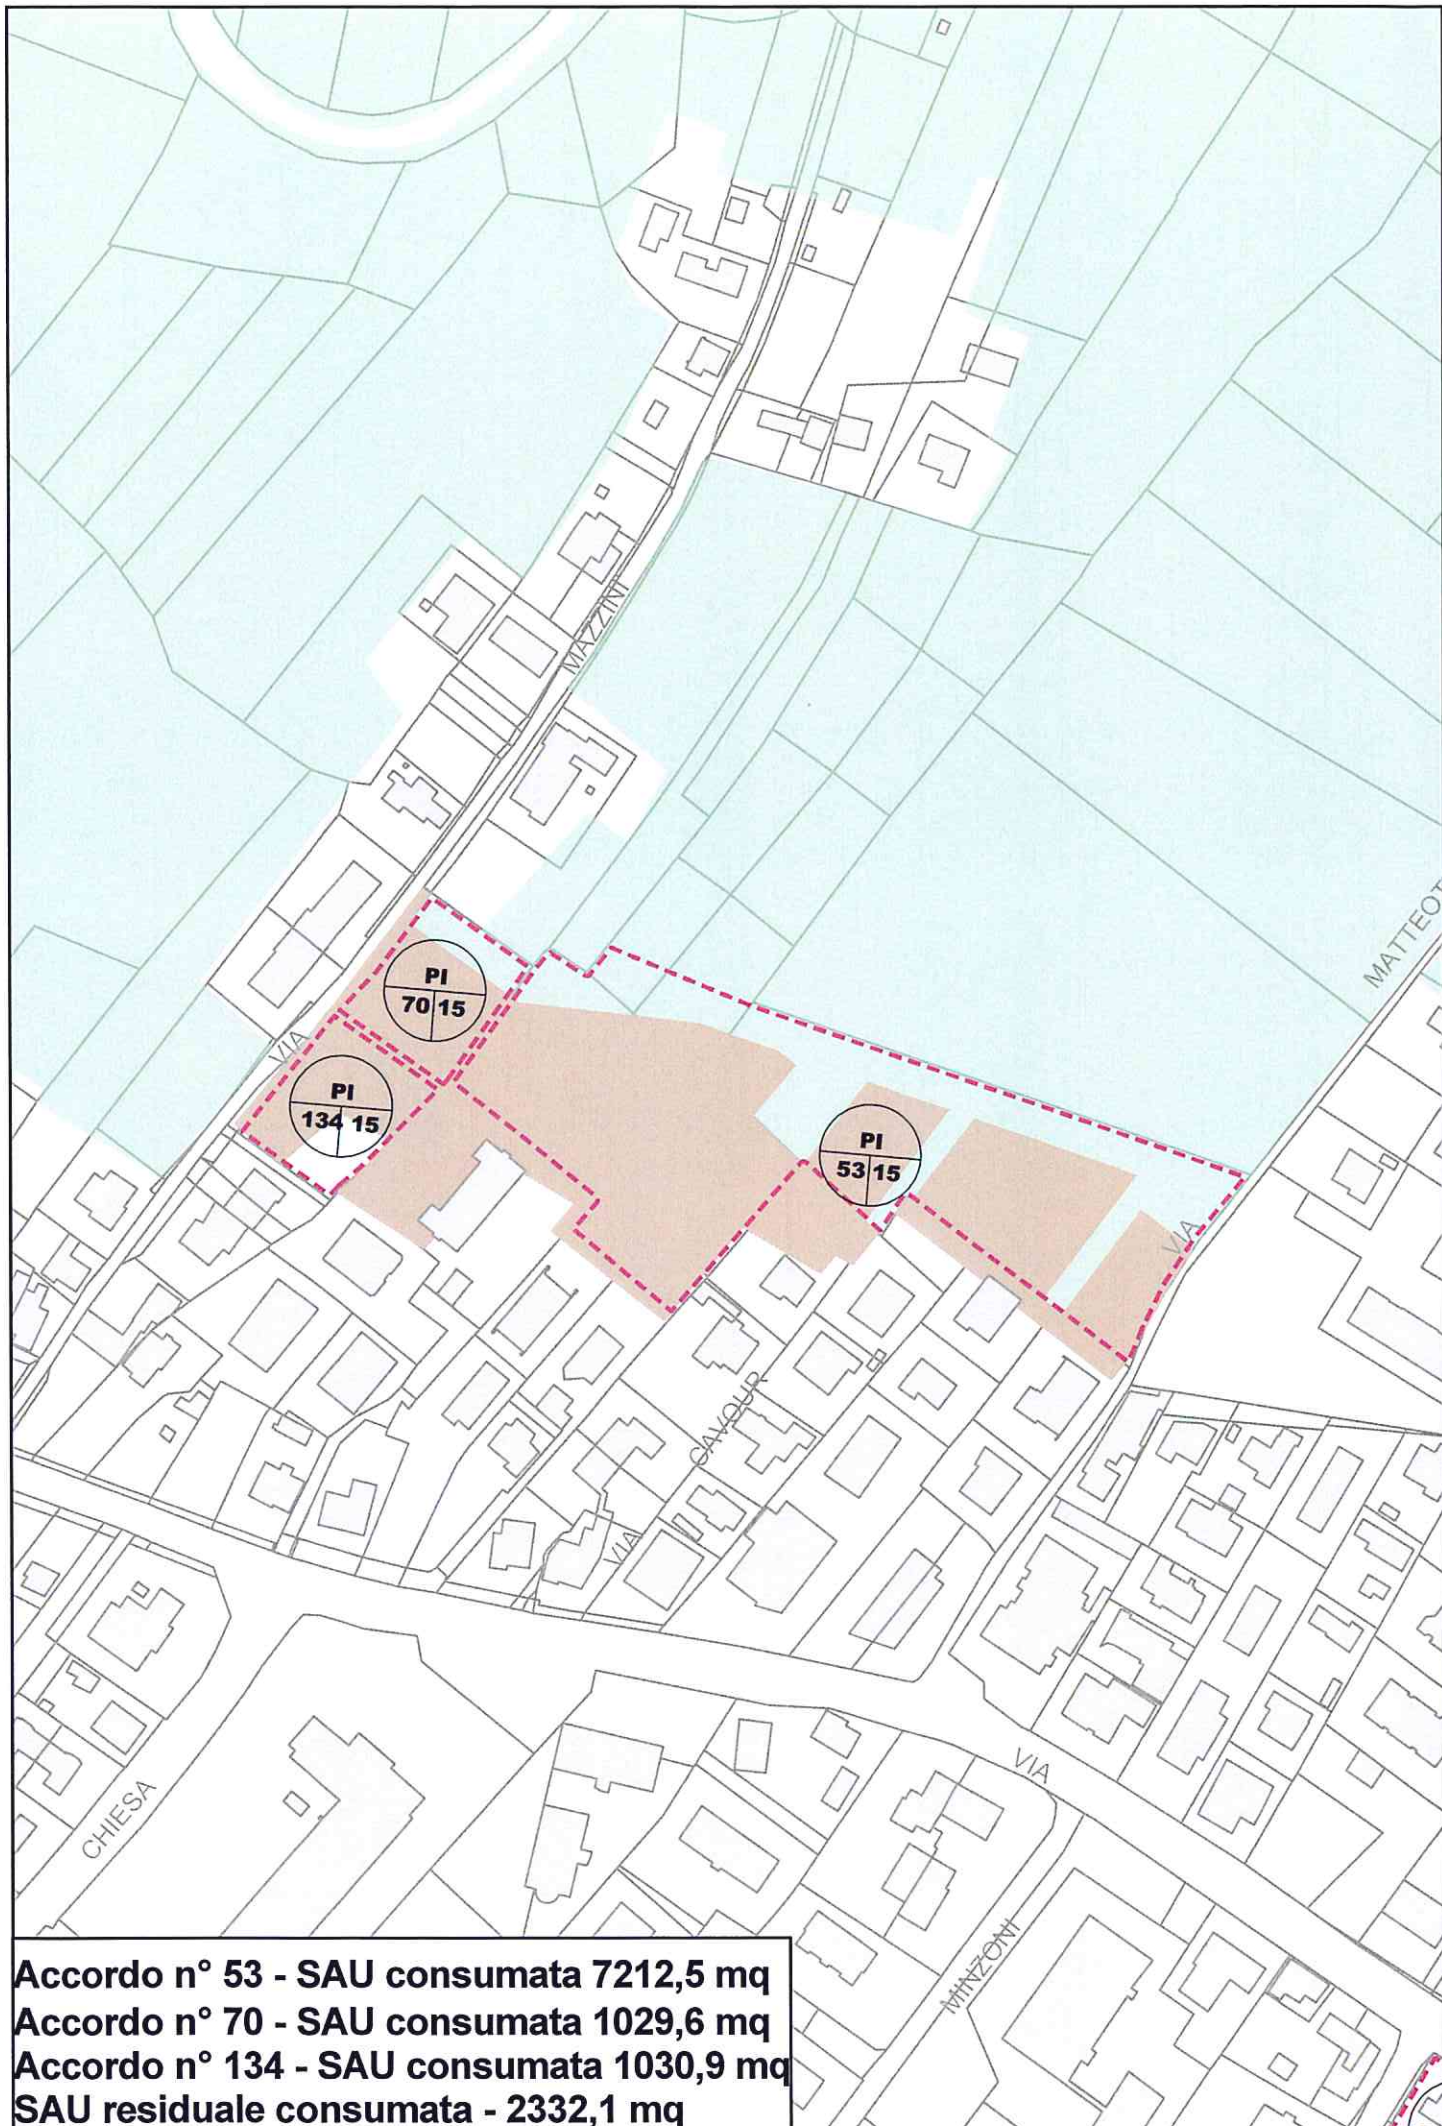 MAZZINI
MATTEOT
PI
70 15
VIA
PI
134 15
PI
53 15
VIA
CAVOUR
VIA
VIA
CHIESA
MINZONI
Accordo n° 53 - SAU consumata 7212,5 mq
Accordo n° 70 - SAU consumata 1029,6 mq
Accordo n° 134 - SAU consumata 1030,9 mq
SAU residuale consumata - 2332,1 mq